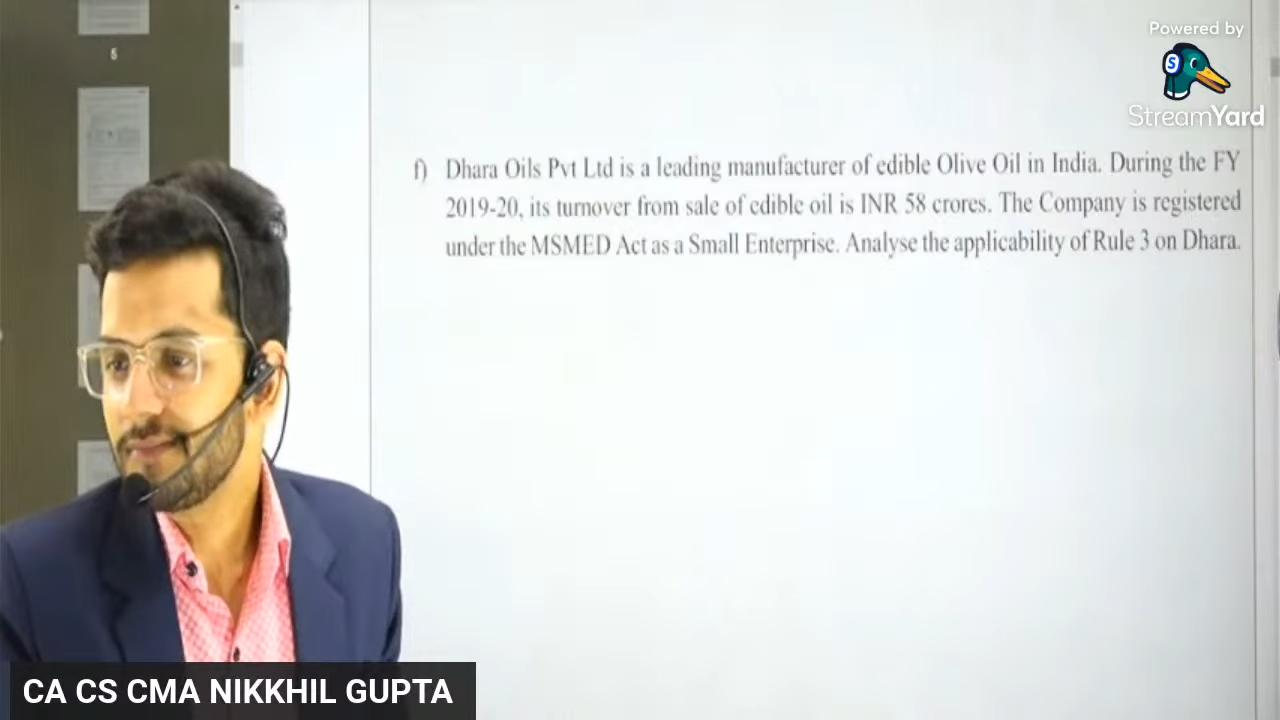 5
Powered by
S
StreamYard
f) Dhara Oils Pvt Ltd is a leading manufacturer of edible Olive Oil in India. During the FY
2019-20, its turnover from sale of edible oil is INR 58 crores. The Company is registered
under the MSMED Act as a Small Enterprise. Analyse the applicability of Rule 3 on Dhara.
CA CS CMA NIKKHIL GUPTA